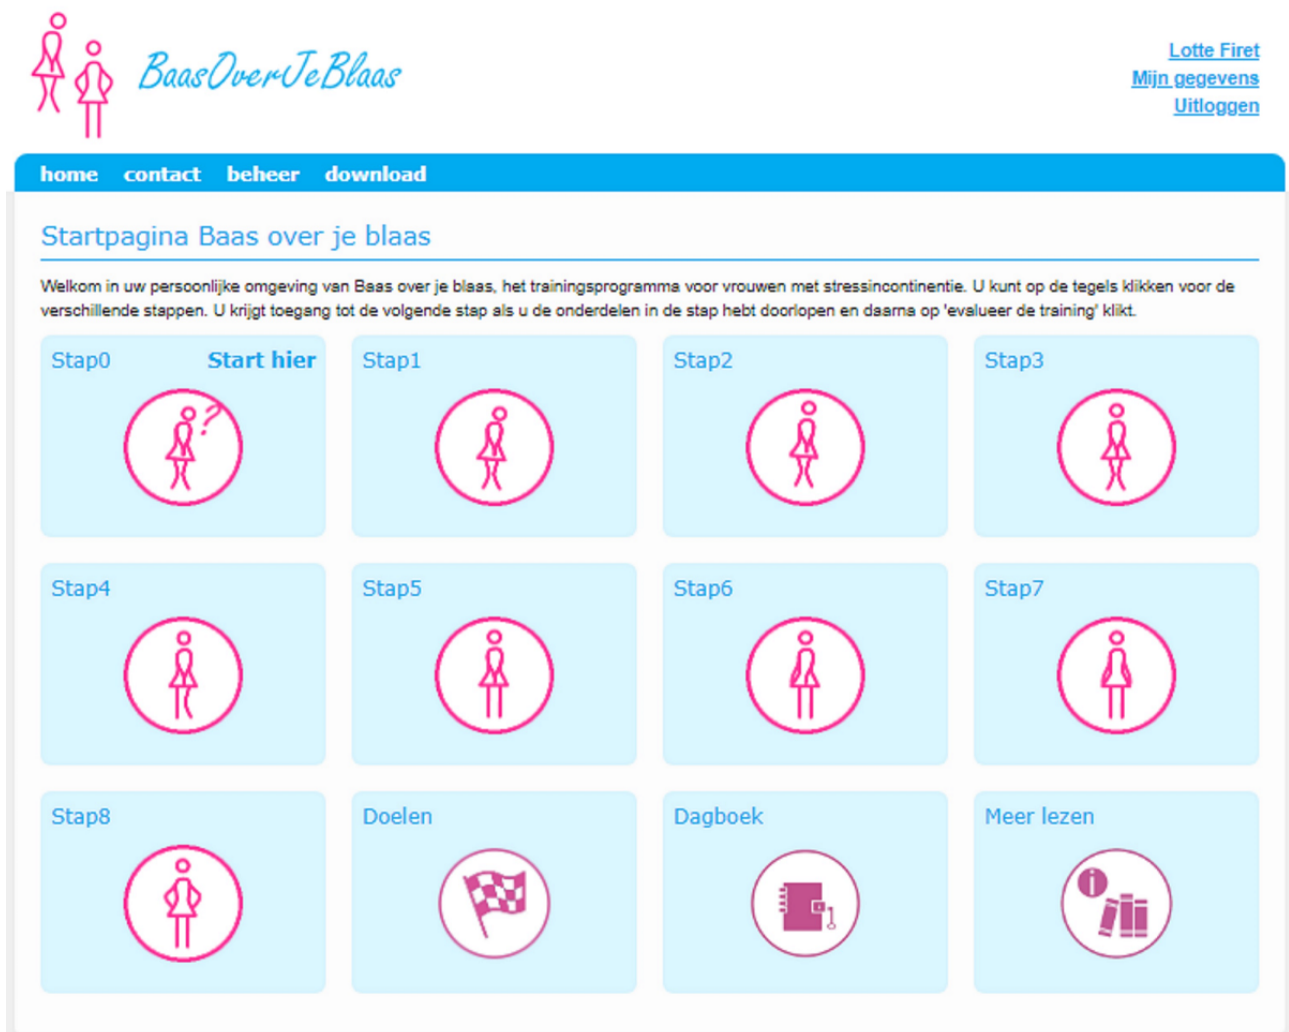 BaasOverJeBlaas
Lotte Firet
Mijn gegevens
Uitloggen
home contact beheer download
Startpagina Baas over je blaas
Welkom in uw persoonlijke omgeving van Baas over je blaas, het trainingsprogramma voor vrouwen met stressincontinentie. U kunt op de tegels klikken voor de
verschillende stappen. U krijgt toegang tot de volgende stap als u de onderdelen in de stap hebt doorlopen en daarna op 'evalueer de training' klikt.
Stap0 Start hier Stap1 Stap2 Stap3
?
Stap4 Stap5 Stap6 Stap7
Stap8 Doelen Dagboek Meer lezen
i